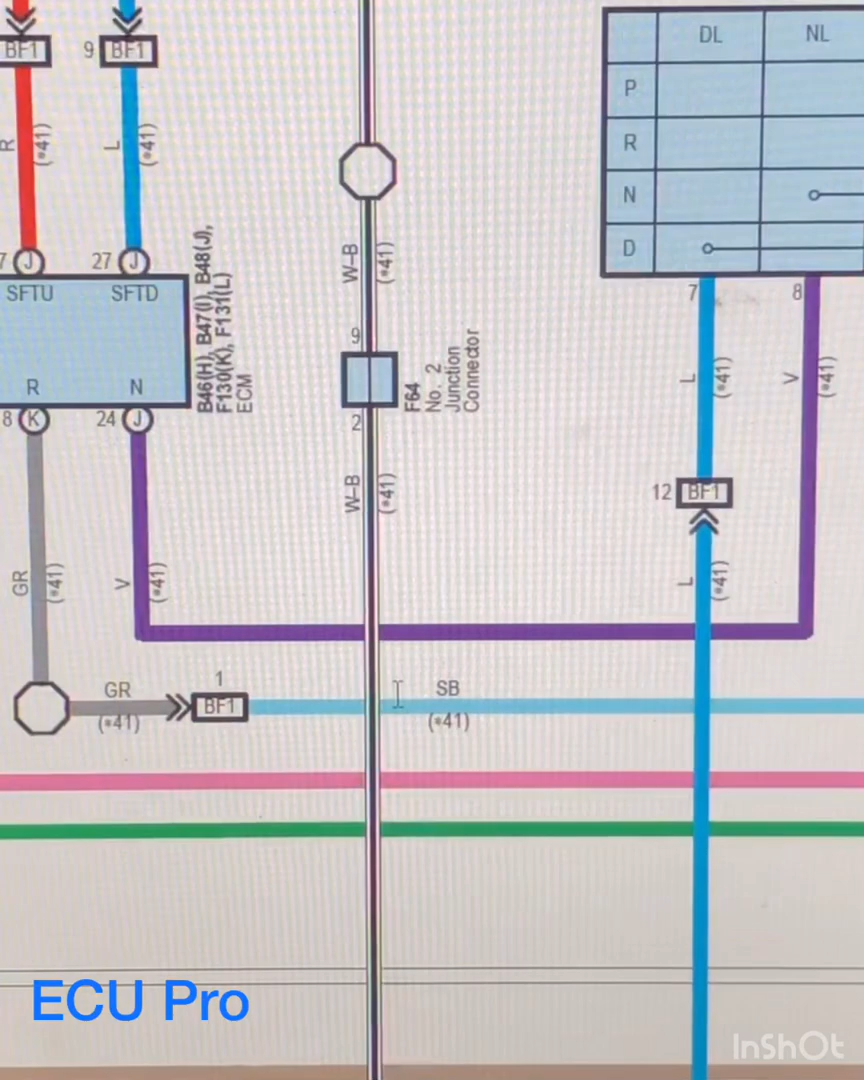 BF1
9 BF1
DL
NL
P
R
N
D
R
(*41)
L
(*41)
W-B
(*41)
7 J
27 J
SFTU
SFTD
R
N
8 K
24 J
B46(H), B47(I), B48(J),
F130(K), F131(L)
ECM
9
2
F64
No. 2
Junction
Connector
W-B
(*41)
7
8
L
(*41)
V
(*41)
12 BF1
L
(*41)
GR
(*41)
V
(*41)
GR
(*41)
1
BF1
SB
(*41)
ECU Pro
InShOt